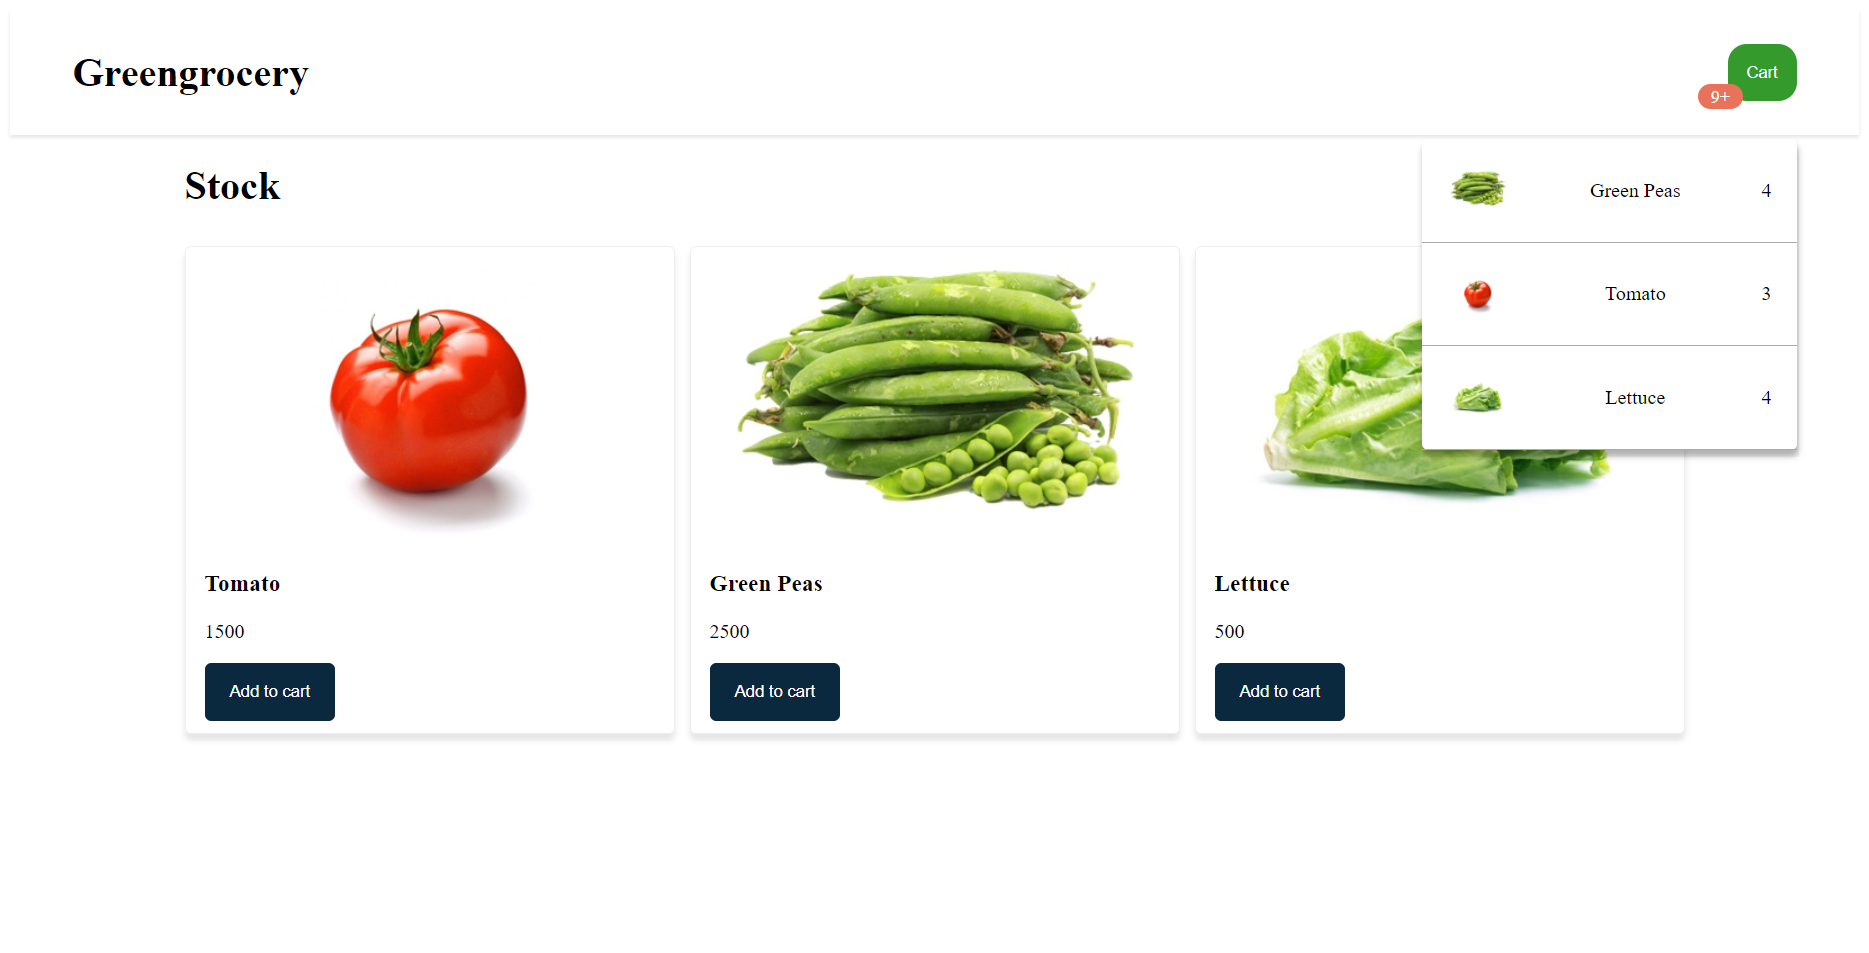 Greengrocery
Cart
9+
Stock
Green Peas 4
Tomato 3
Lettuce 4
Tomato
1500
Add to cart
Green Peas
2500
Add to cart
Lettuce
500
Add to cart